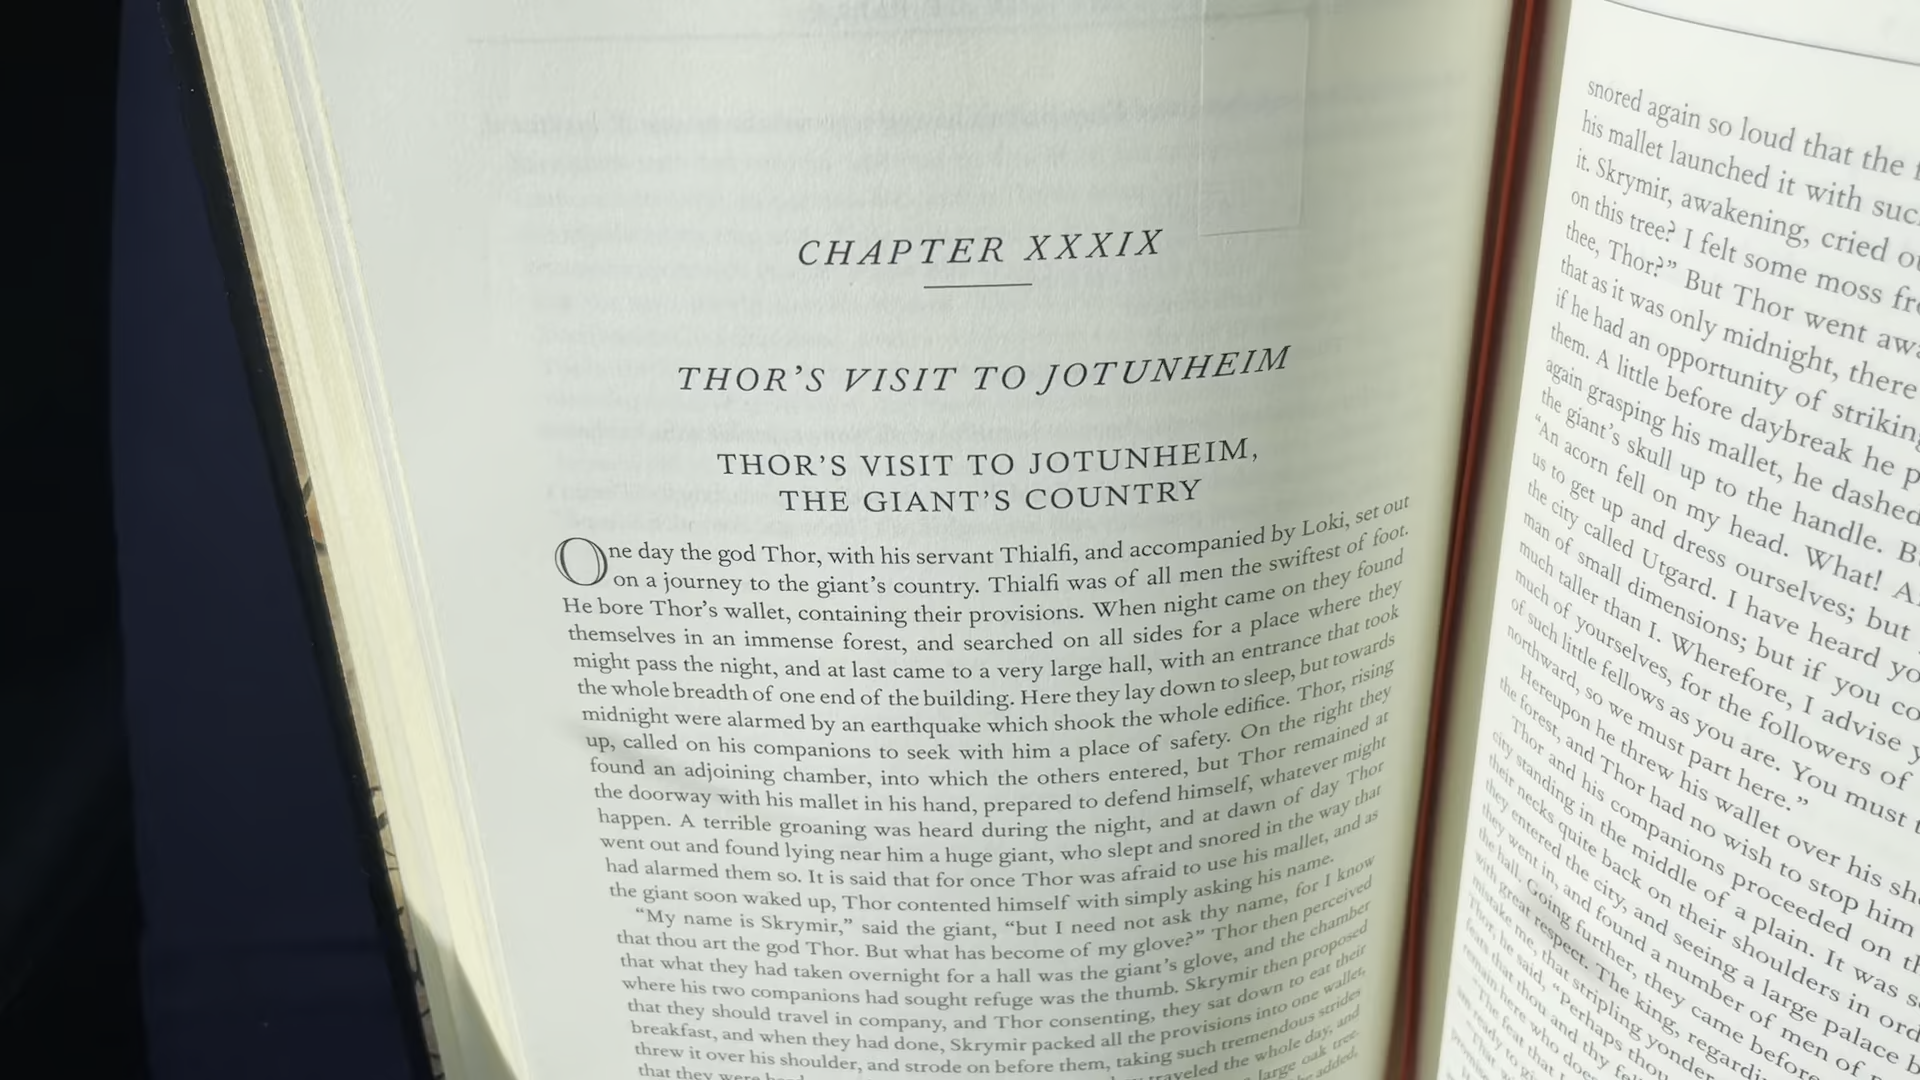 CHAPTER XXXIX
THOR'S VISIT TO JOTUNHEIM
THOR'S VISIT TO JOTUNHEIM,
THE GIANT'S COUNTRY
One day the god Thor, with his servant Thialfi, and accompanied by Loki, set out
on a journey to the giant's country. Thialfi was of all men the swiftest of foot.
He bore Thor's wallet, containing their provisions. When night came on they found
themselves in an immense forest, and searched on all sides for a place where they
might pass the night, and at last came to a very large hall, with an entrance that took
the whole breadth of one end of the building. Here they lay down to sleep, but towards
midnight were alarmed by an earthquake which shook the whole edifice. Thor, rising
up, called on his companions to seek with him a place of safety. On the right they
found an adjoining chamber, into which the others entered, but Thor remained at
the doorway with his mallet in his hand, prepared to defend himself, whatever might
happen. A terrible groaning was heard during the night, and at dawn of day Thor
went out and found lying near him a huge giant, who slept and snored in the way that
had alarmed them so. It is said that for once Thor was afraid to use his mallet, and as
the giant soon waked up, Thor contented himself with simply asking his name.
"My name is Skrymir," said the giant, "but I need not ask thy name, for I know
that thou art the god Thor. But what has become of my glove?" Thor then perceived
that what they had taken overnight for a hall was the giant's glove, and the chamber
where his two companions had sought refuge was the thumb. Skrymir then proposed
that they should travel in company, and Thor consenting, they sat down to eat their
breakfast, and when they had done, Skrymir packed all the provisions into one wallet,
threw it over his shoulder, and strode on before them, taking such tremendous strides
that they were traveled the whole day, and
large oak tree.
snored again so loud that the
his mallet launched it with such
it. Skrymir, awakening, cried
on this tree? I felt some moss
thee, Thor?" But Thor went
that as it was only midnight, there
if he had an opportunity of striking
them. A little before daybreak he
again grasping his mallet, he dashed
the giant's skull up to the handle.
"An acorn fell on my head. What!
us to get up and dress ourselves; but
the city called Utgard. I have heard
man of small dimensions; but if you
much taller than I. Wherefore, I advise
much of yourselves, for the followers of
of such little fellows as you are. You must
northward, so we must part here."
Hereupon he threw his wallet over his
the forest, and Thor had no wish to stop him
Thor and his companions proceeded on
city standing in the middle of a plain. It was
their necks quite back on their shoulders in
they entered the city, and seeing a large palace
they went in, and found a number of men of
the hall. Going further, they came before
with great respect. The king,
mistake me, that stripling yonder
Thor, he said, "Perhaps thou
feats that thou and thy
remain here who does
"The feat that